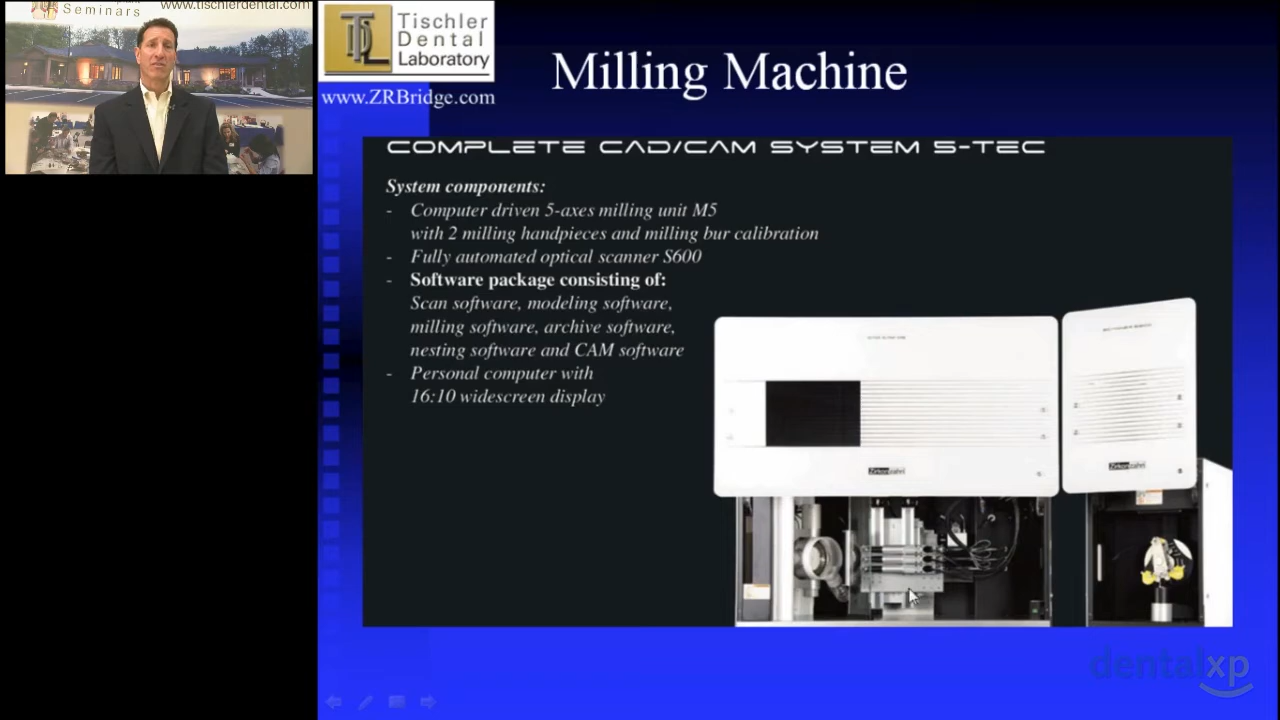 Seminars
www.tischlerdental.com
TDL
Tischler
Dental
Laboratory
www.ZRBridge.com
Milling Machine
COMPLETE CAD/CAM SYSTEM S-TEC
System components:
- Computer driven 5-axes milling unit M5
with 2 milling handpieces and milling bur calibration
- Fully automated optical scanner S600
- Software package consisting of:
Scan software, modeling software,
milling software, archive software,
nesting software and CAM software
- Personal computer with
16:10 widescreen display
Zirkonzahn
Zirkonzahn
dentalxp